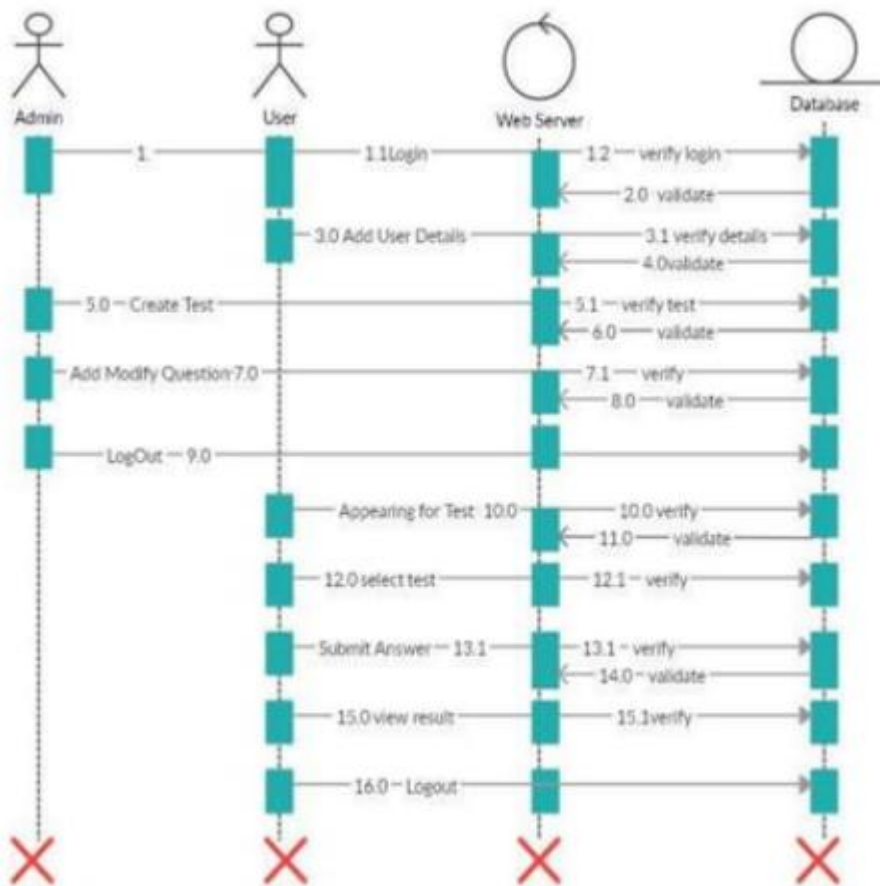 Admin User Web Server Database
1. 1.1Login 1.2 verify login
2.0 validate
3.0 Add User Details 3.1 verify details
4.0validate
5.0 Create Test 5.1 verify test
6.0 validate
Add Modify Question 7.0 7.1 verify
8.0 validate
LogOut 9.0
Appearing for Test 10.0 10.0 verify
11.0 validate
12.0 select test 12.1 verify
Submit Answer 13.1 13.1 verify
14.0 validate
15.0 view result 15.1verify
16.0 Logout